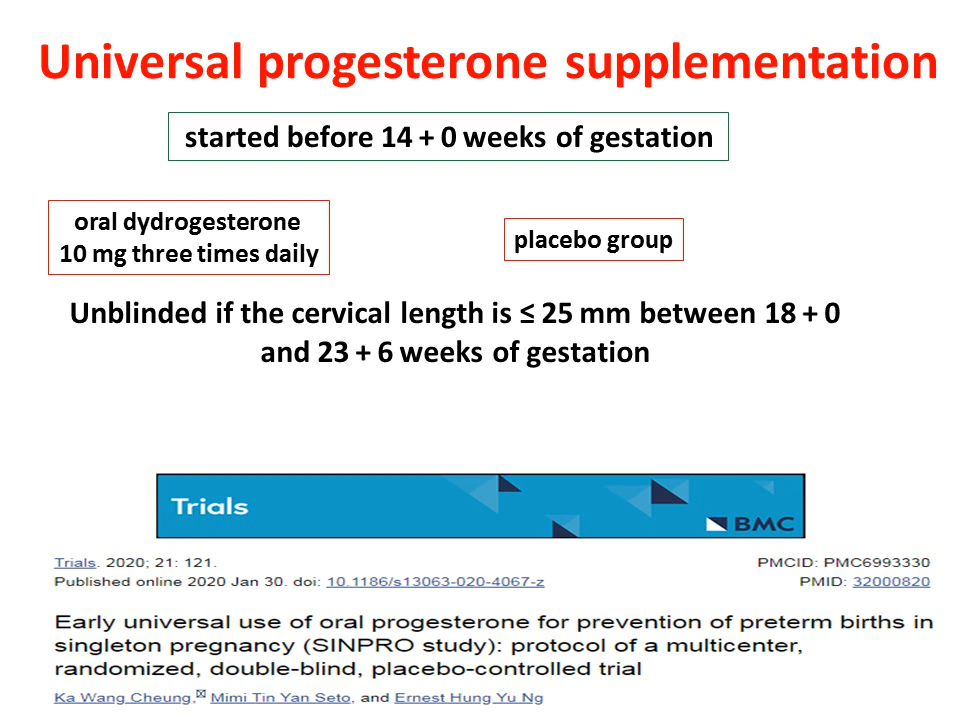 Universal progesterone supplementation
started before 14 + 0 weeks of gestation
oral dydrogesterone
10 mg three times daily
placebo group
Unblinded if the cervical length is ≤ 25 mm between 18 + 0
and 23 + 6 weeks of gestation
Trials
BMC
Trials. 2020; 21: 121.
PMCID: PMC6993330
Published online 2020 Jan 30. doi: 10.1186/s13063-020-4067-z
PMID: 32000820
Early universal use of oral progesterone for prevention of preterm births in
singleton pregnancy (SINPRO study): protocol of a multicenter,
randomized, double-blind, placebo-controlled trial
Ka Wang Cheung, Mimi Tin Yan Seto, and Ernest Hung Yu Ng